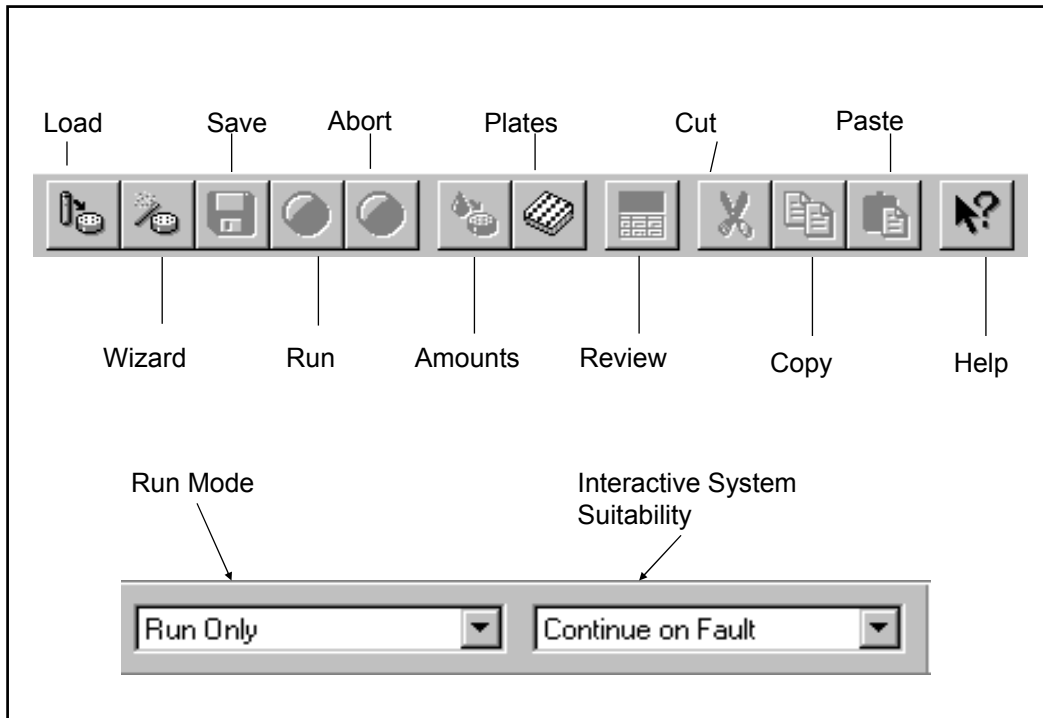 Load Save Abort Plates Cut Paste
Wizard Run Amounts Review Copy Help
Run Mode
Interactive System
Suitability
Run Only
Continue on Fault